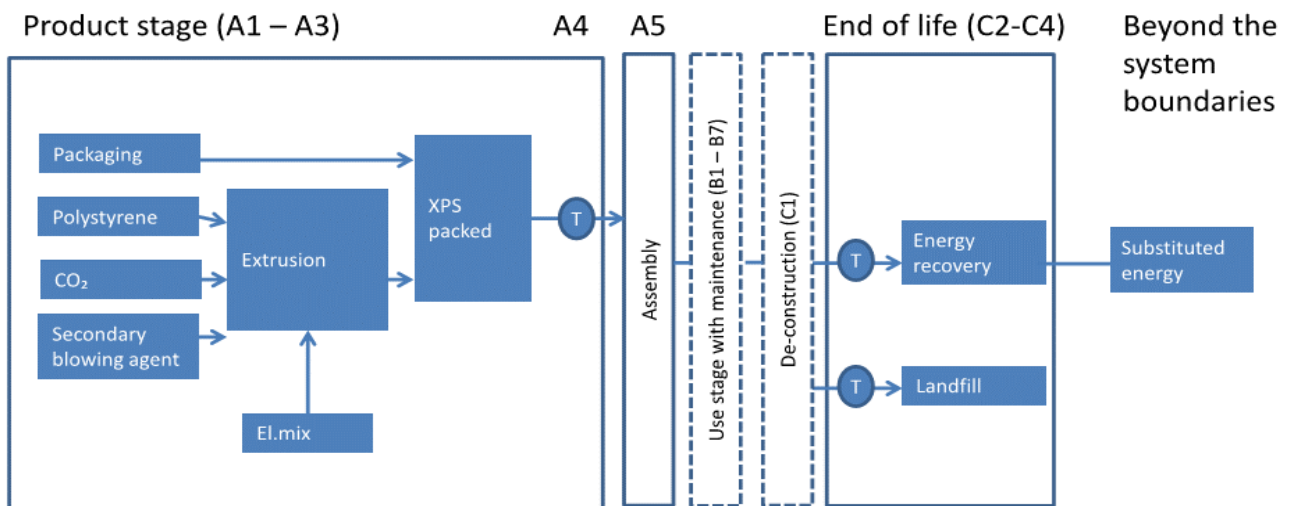 Product stage (A1 – A3)
A4
A5
End of life (C2-C4)
Beyond the
system
boundaries
Packaging
Polystyrene
CO₂
Secondary
blowing agent
Extrusion
El.mix
XPS
packed
T
Assembly
Use stage with maintenance (B1 – B7)
De-construction (C1)
T
Energy
recovery
T
Landfill
Substituted
energy